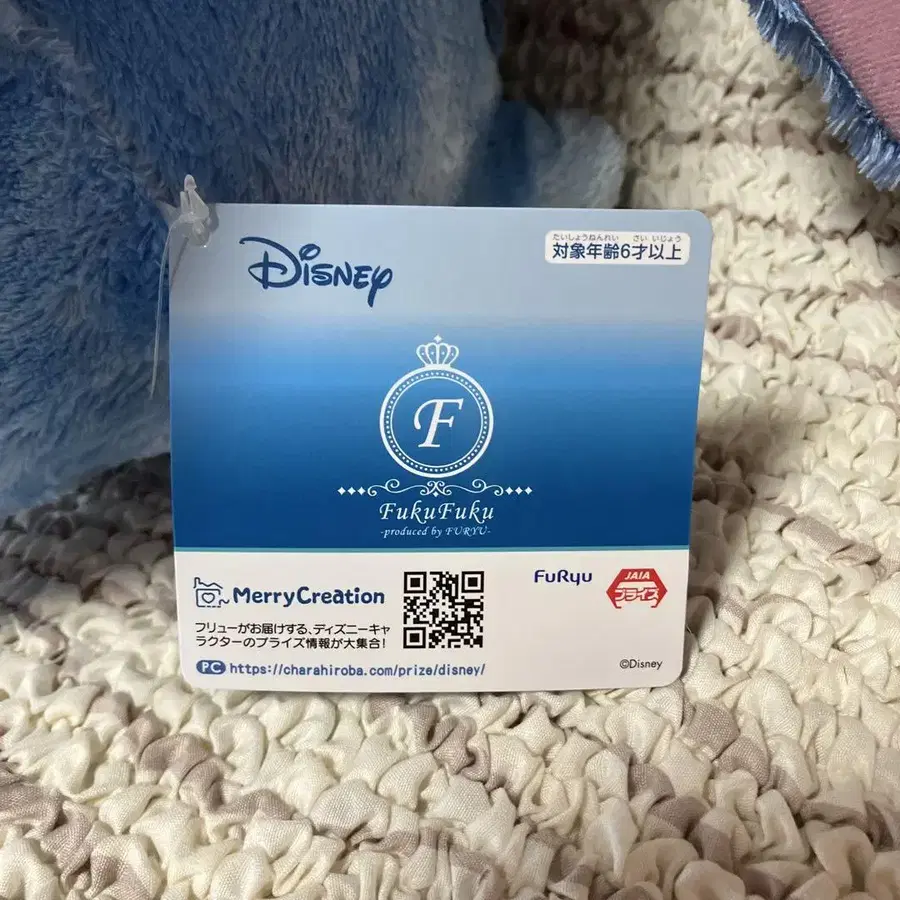 Disney
たいしょうねんれい さい いじょう
対象年齢6才以上
F
FukuFuku
-produced by FURYU-
MerryCreation
フリューがお届けする、ディズニーキャ
ラクターのプライズ情報が大集合!
PC https://charahiroba.com/prize/disney/
FuRyu
JAIA
プライズ
©Disney